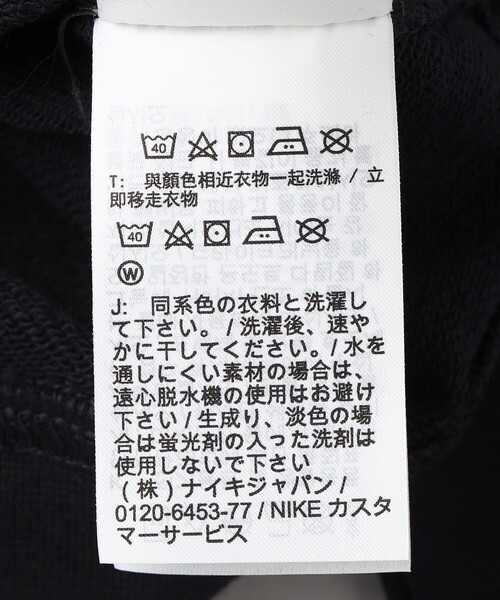 40
T: 與顏色相近衣物一起洗滌 / 立
即移走衣物
40
W
J: 同系色の衣料と洗濯し
て下さい。/ 洗濯後、速や
かに干してください。/ 水を
通しにくい素材の場合は、
遠心脱水機の使用はお避け
下さい / 生成り、淡色の場
合は蛍光剤の入った洗剤は
使用しないで下さい
(株) ナイキジャパン /
0120-6453-77 / NIKE カスタ
マーサービス